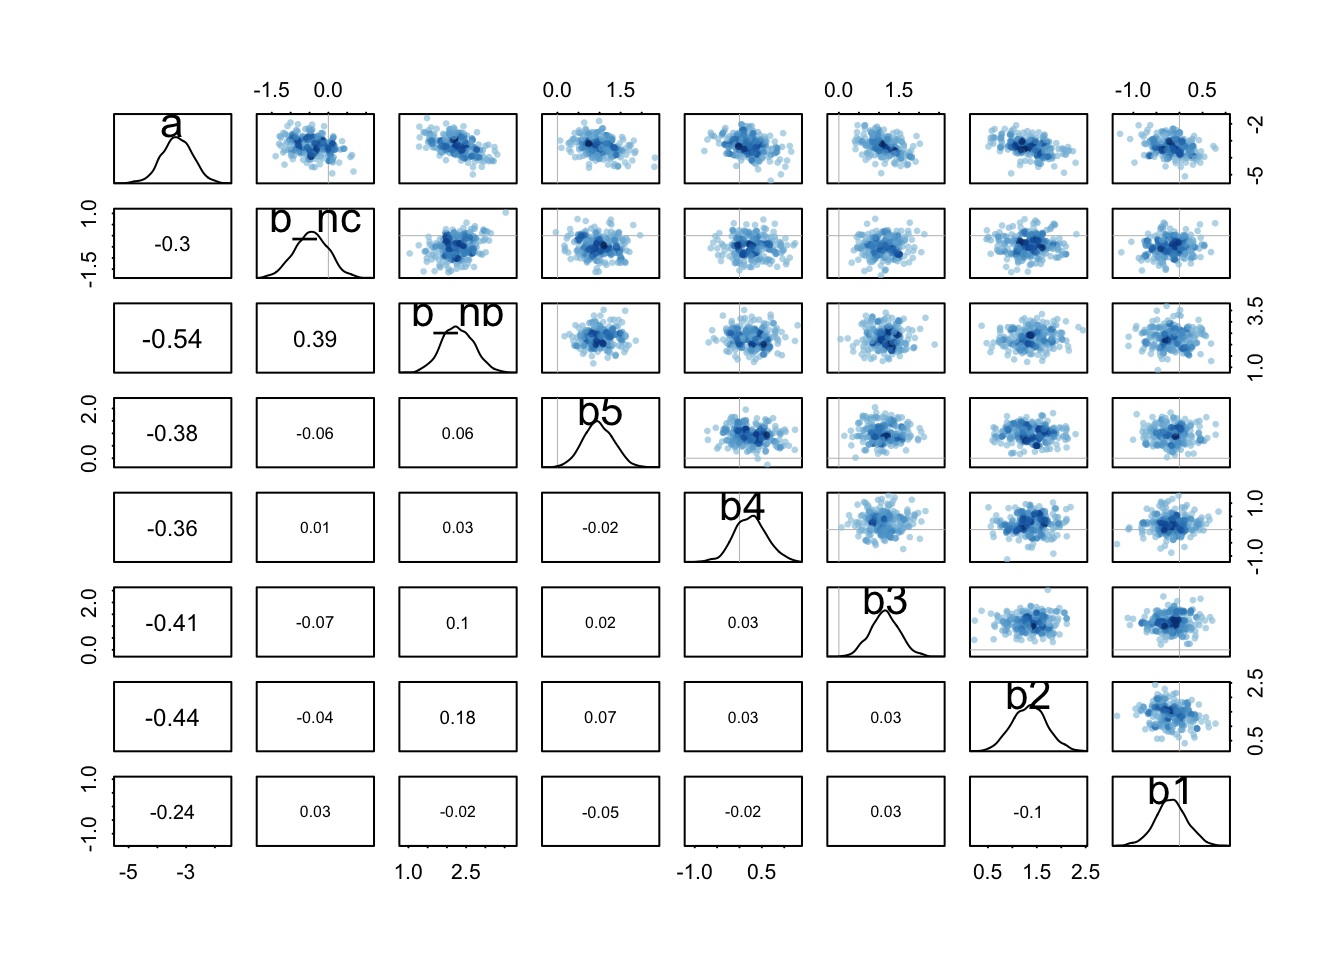 -1.5 0.0 0.0 1.5 0.0 1.5 -1.0 0.5
a -2 -5
1.0 -1.5 -0.3 b_nc
-0.54 0.39 b_nb 3.5 1.0
2.0 0.0 -0.38 -0.06 0.06 b5
-0.36 0.01 0.03 -0.02 b4 1.0 -1.0
2.0 0.0 -0.41 -0.07 0.1 0.02 0.03 b3
-0.44 -0.04 0.18 0.07 0.03 0.03 b2 2.5 0.5
1.0 -1.0 -0.24 0.03 -0.02 -0.05 -0.02 0.03 -0.1 b1
-5 -3 1.0 2.5 -1.0 0.5 0.5 1.5 2.5